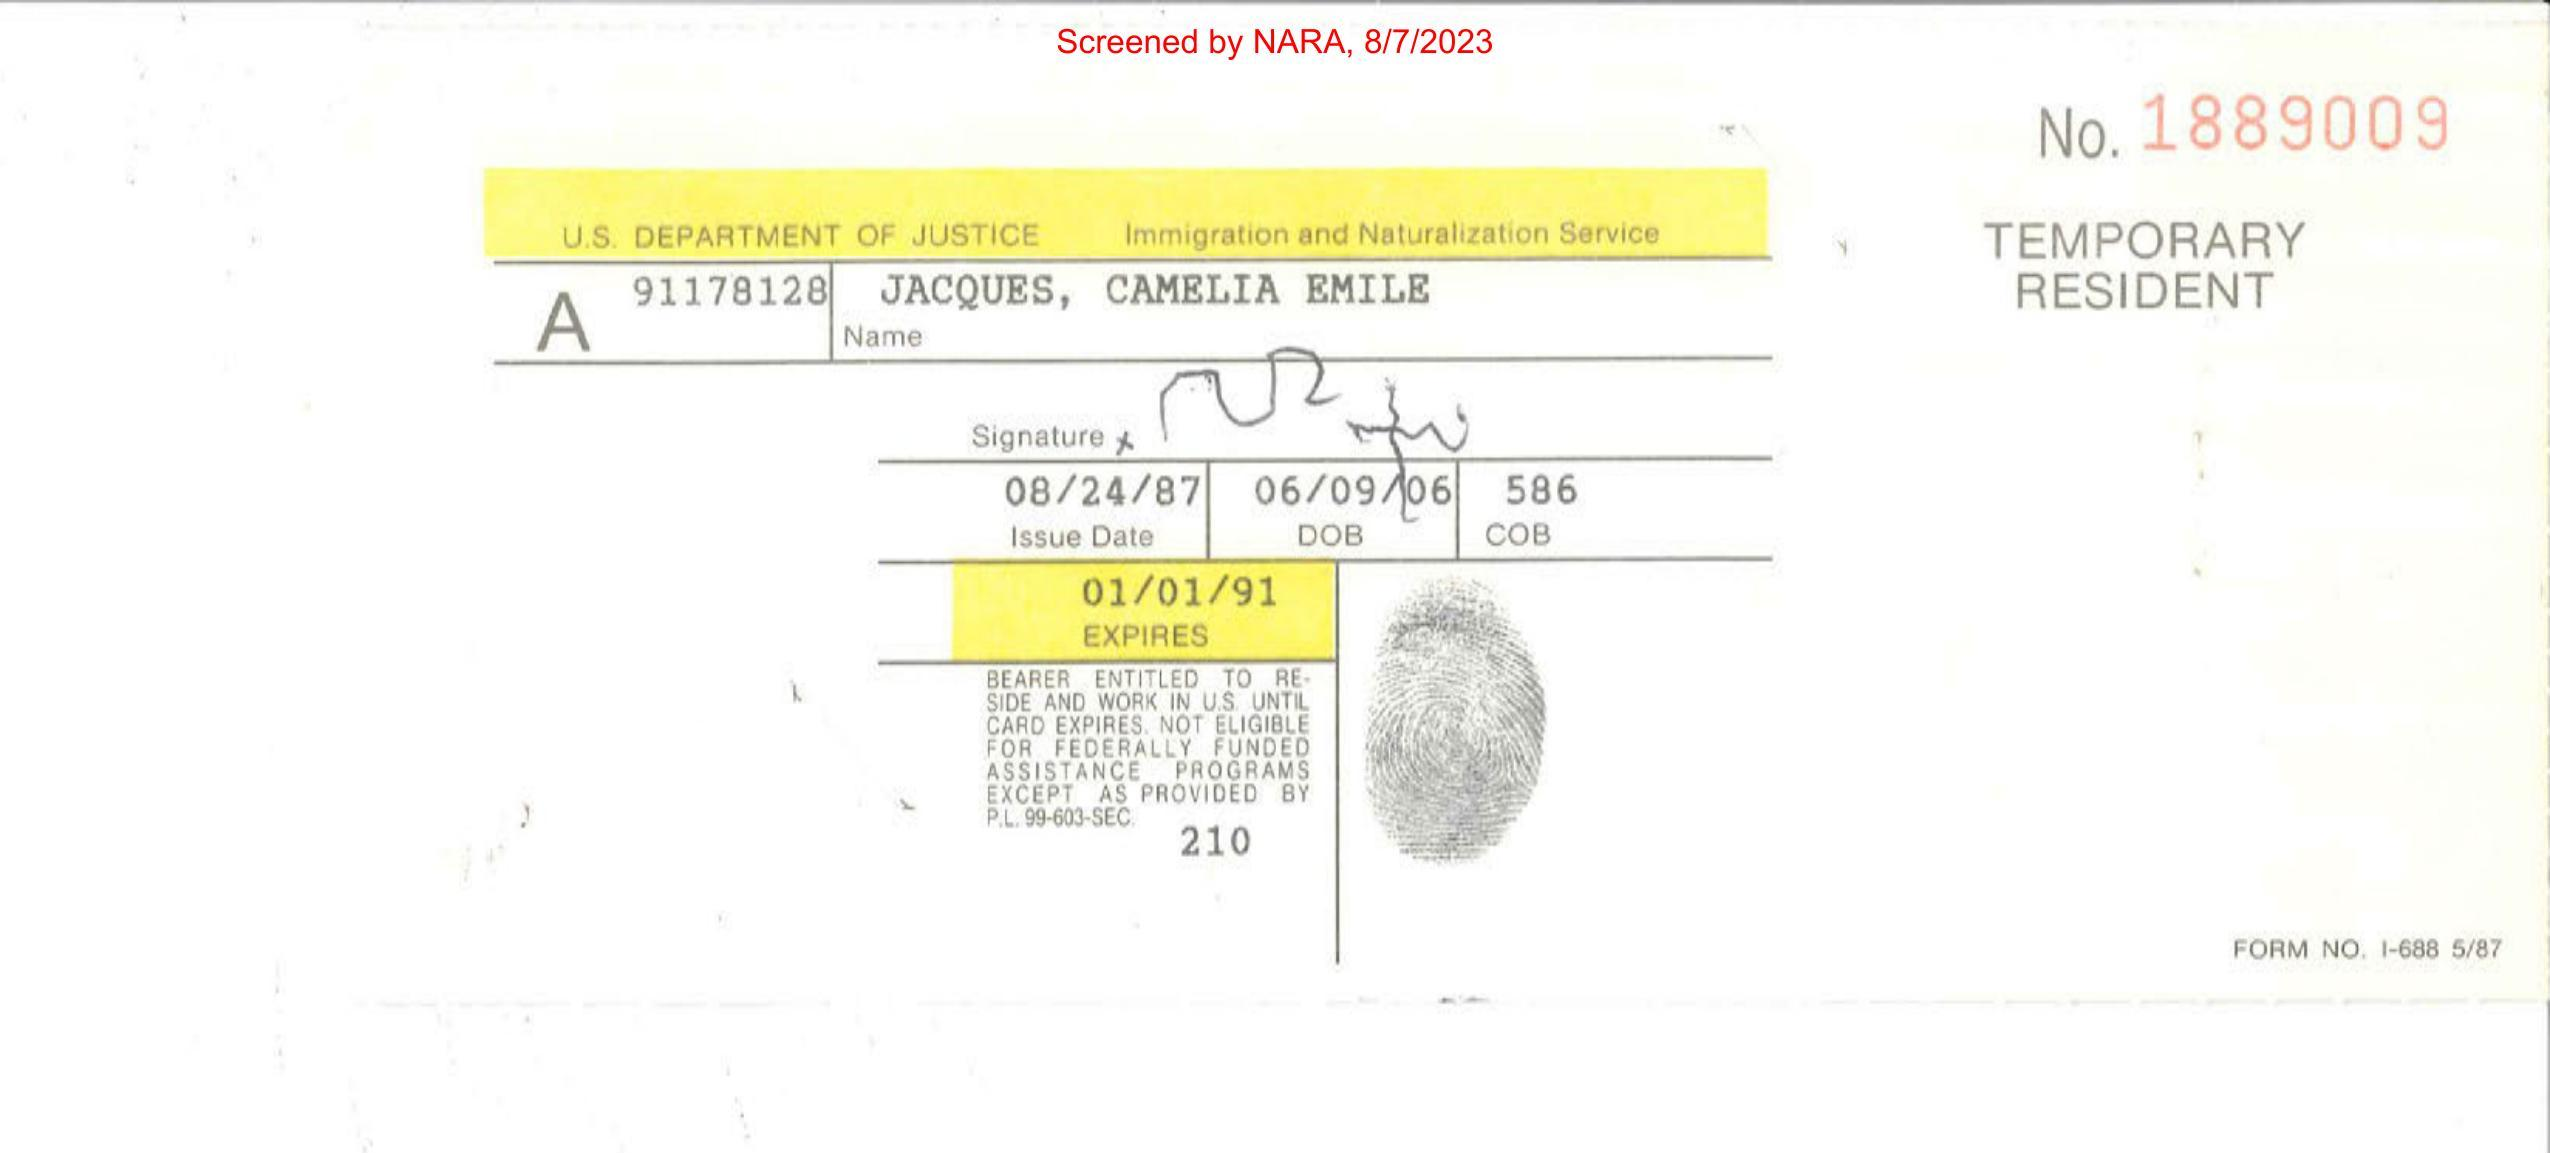 Screened by NARA, 8/7/2023
No. 1889009
TEMPORARY
RESIDENT
U.S. DEPARTMENT OF JUSTICE Immigration and Naturalization Service
A 91178128 JACQUES, CAMELIA EMILE
Name
Signature x
08/24/87 06/09/06 586
Issue Date DOB COB
01/01/91
EXPIRES
BEARER ENTITLED TO RE-
SIDE AND WORK IN U.S. UNTIL
CARD EXPIRES. NOT ELIGIBLE
FOR FEDERALLY FUNDED
ASSISTANCE PROGRAMS
EXCEPT AS PROVIDED BY
P.L. 99-603-SEC.
210
FORM NO. I-688 5/87